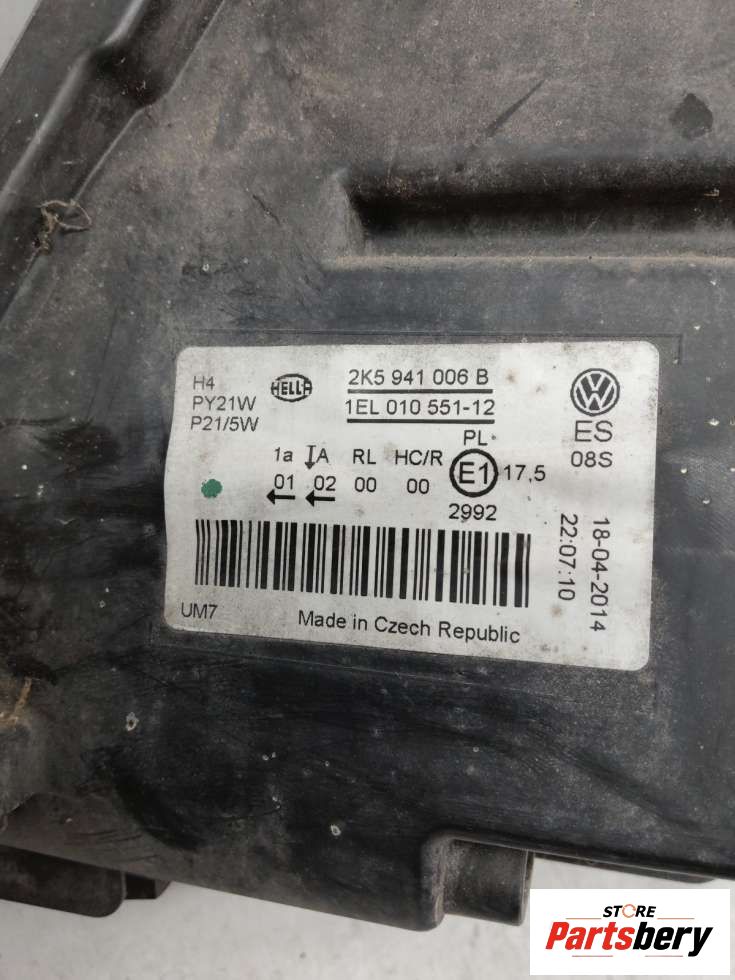 H4
PY21W
P21/5W
HELLA
2K5 941 006 B
1EL 010 551-12
VW
ES
08S
1a IA RL HC/R PL
01 02 00 00 E1 17,5
2992
18-04-2014
22:07:10
UM7
Made in Czech Republic
STORE
Partsbery